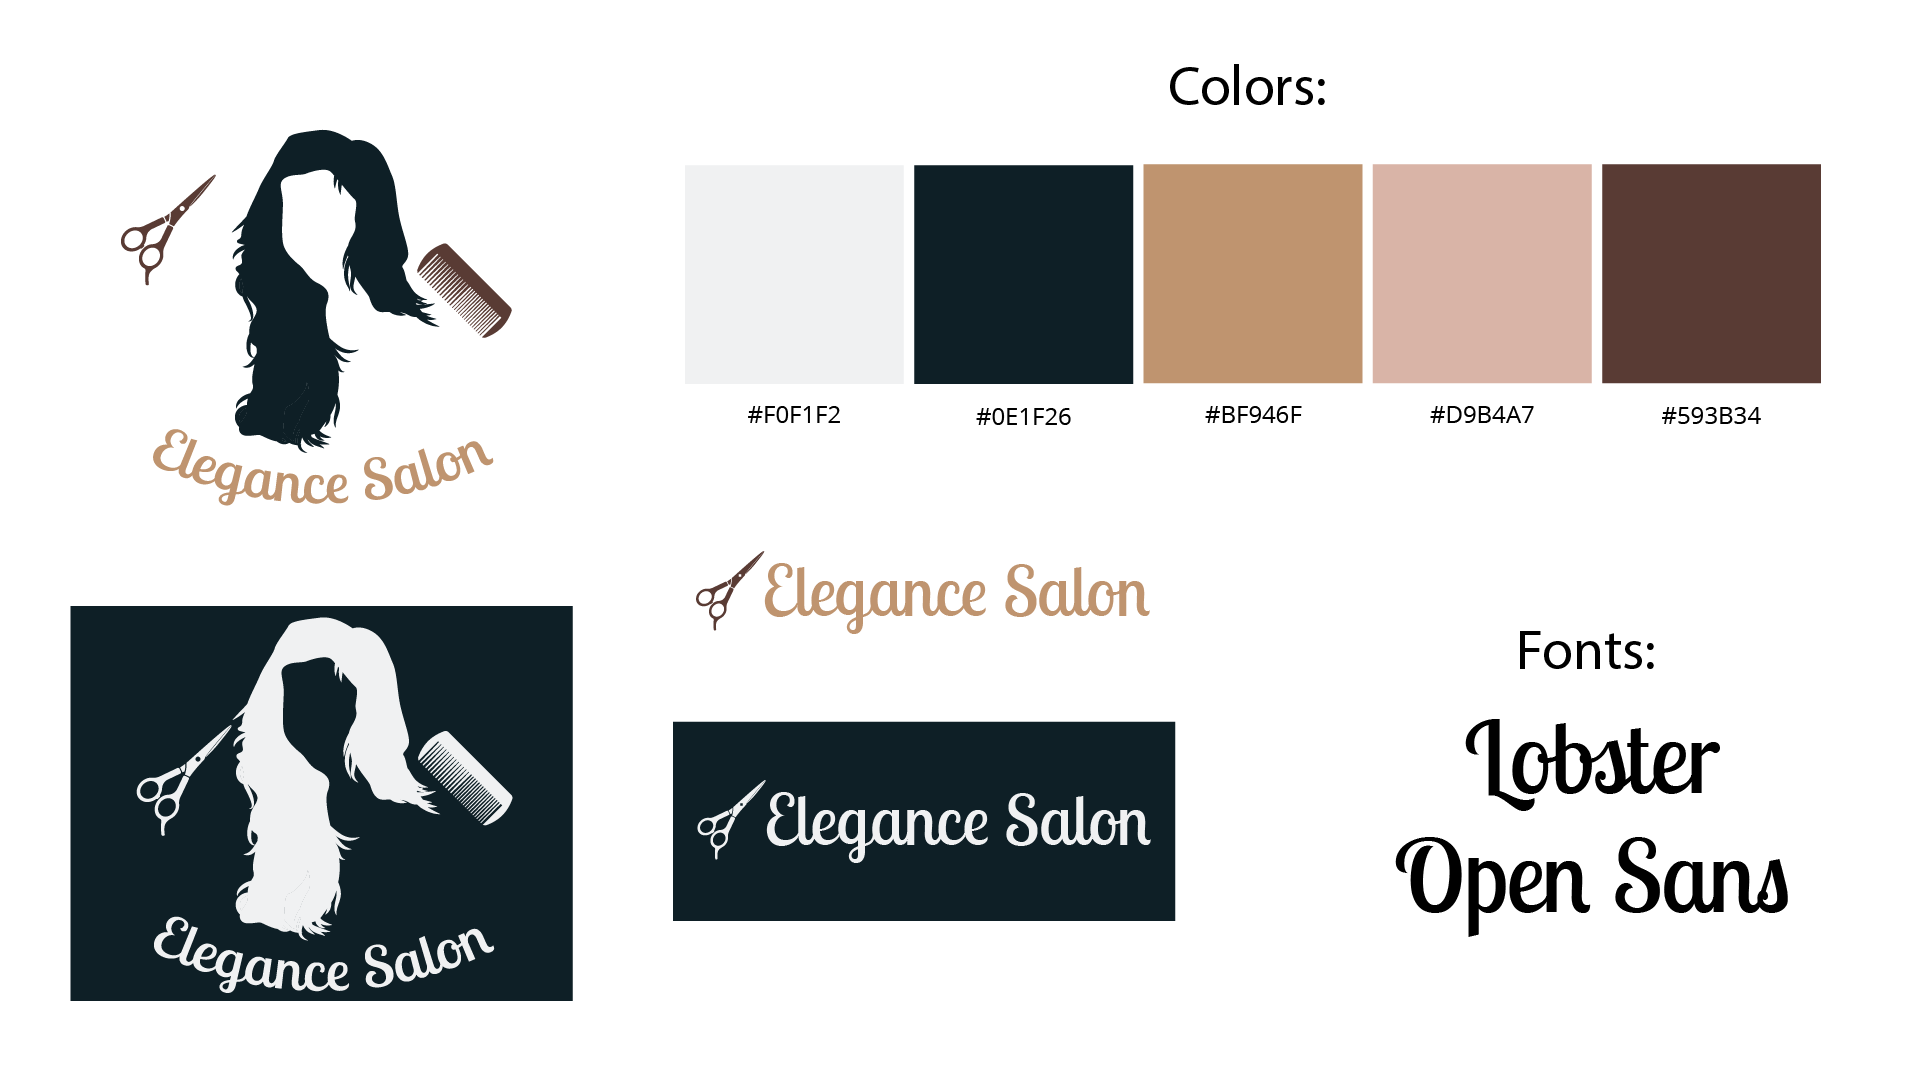 Elegance Salon
Colors:
#F0F1F2
#0E1F26
#BF946F
#D9B4A7
#593B34
Elegance Salon
Elegance Salon
Elegance Salon
Fonts:
Lobster
Open Sans